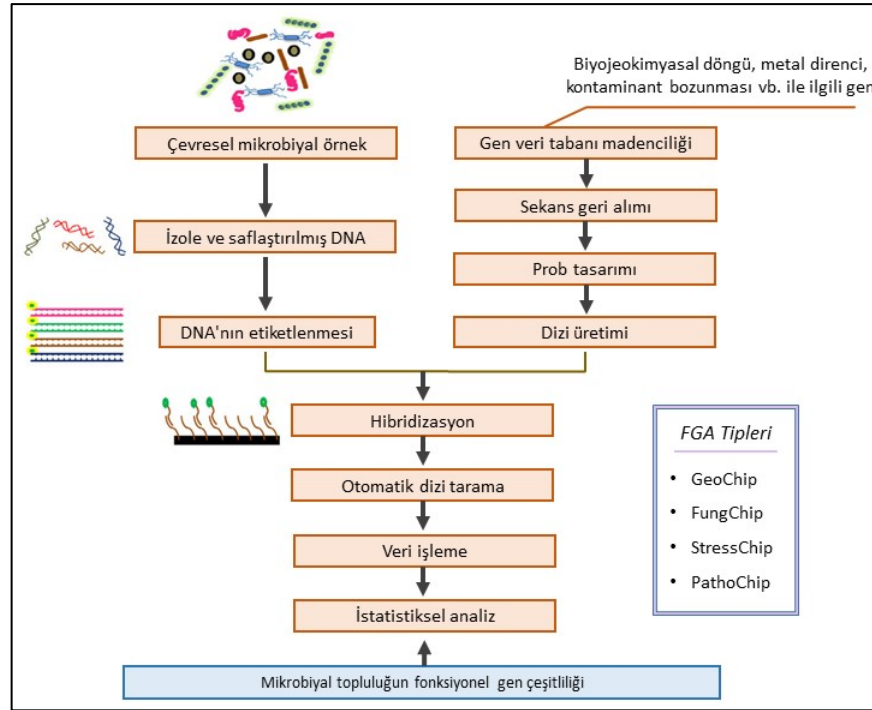 Biyojeokimyasal döngü, metal direnci,
kontaminant bozunması vb. ile ilgili gen
Çevresel mikrobiyal örnek
Gen veri tabanı madenciliği
Sekans geri alımı
İzole ve saflaştırılmış DNA
Prob tasarımı
DNA'nın etiketlenmesi
Dizi üretimi
Hibridizasyon
Otomatik dizi tarama
Veri işleme
İstatistiksel analiz
Mikrobiyal topluluğun fonksiyonel gen çeşitliliği
FGA Tipleri
• GeoChip
• FungChip
• StressChip
• PathoChip